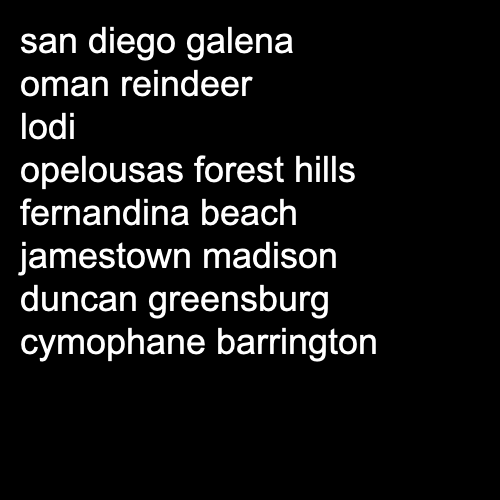 san diego galena
oman reindeer
lodi
opelousas forest hills
fernandina beach
jamestown madison
duncan greensburg
cymophane barrington